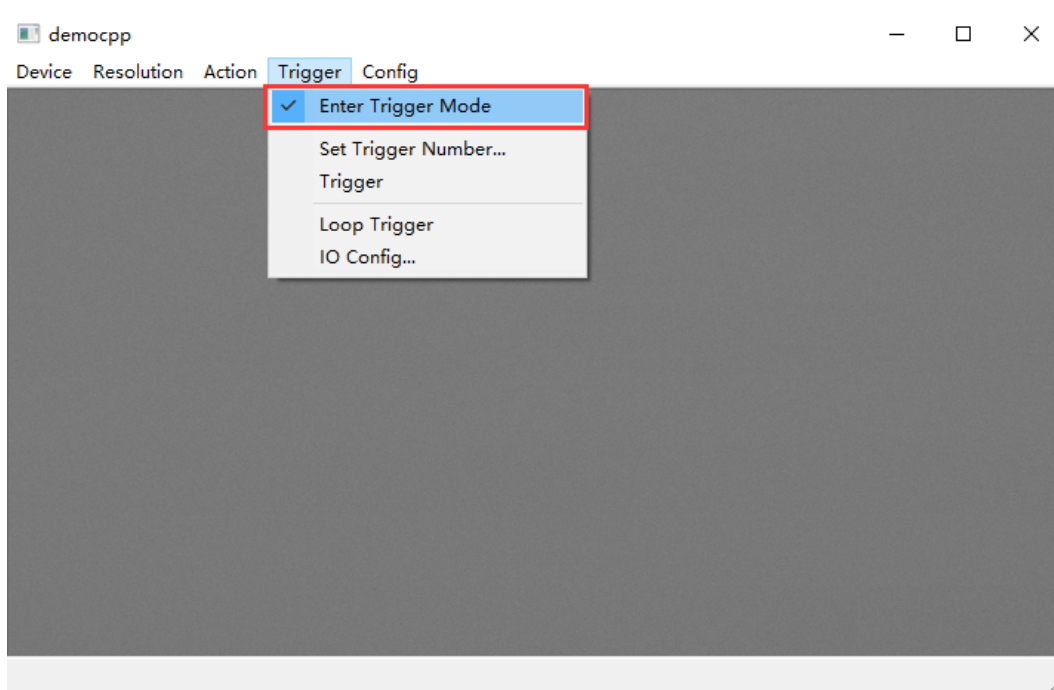 democpp
Device Resolution Action Trigger Config
Enter Trigger Mode
Set Trigger Number...
Trigger
Loop Trigger
IO Config...